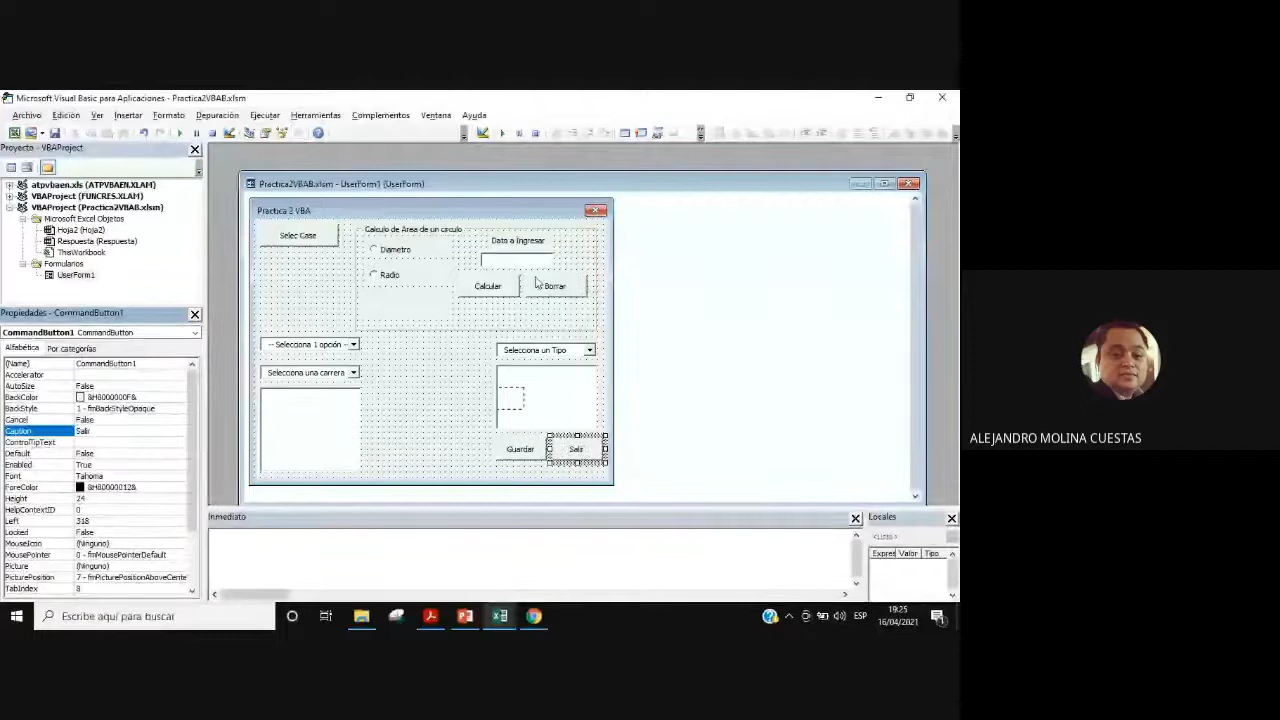 Microsoft Visual Basic para Aplicaciones - Practica2VBAB.xlsm
Archivo Edición Ver Insertar Formato Depuración Ejecutar Herramientas Complementos Ventana Ayuda
Proyecto - VBAProject
atpvbaen.xls (ATPVBAEN.XLAM)
VBAProject (FUNCRES.XLAM)
VBAProject (Practica2VBAB.xlsm)
Microsoft Excel Objetos
Hoja2 (Hoja2)
Respuesta (Respuesta)
ThisWorkbook
Formularios
UserForm1
Propiedades - CommandButton1
CommandButton1 CommandButton
Alfabética Por categorías
(Name) CommandButton1
Accelerator
AutoSize False
BackColor &H8000000F&
BackStyle 1 - fmBackStyleOpaque
Cancel False
Caption Salir
ControlTipText
Default False
Enabled True
Font Tahoma
ForeColor &H80000012&
Height 24
HelpContextID 0
Left 318
Locked False
MouseIcon (Ninguno)
MousePointer 0 - fmMousePointerDefault
Picture (Ninguno)
PicturePosition 7 - fmPicturePositionAboveCente
TabIndex 8
Practica2VBAB.xlsm - UserForm1 (UserForm)
Practica 3 VBA
Selec Case
Calculo de Area de un circulo
Diametro
Radio
Dato a Ingresar
Calcular Borrar
-- Selecciona 1 opción --
Selecciona un Tipo
Selecciona una carrera
Guardar Salir
Inmediato
Locales
Expres Valor Tipo
Escribe aquí para buscar
ESP
19:25
16/04/2021
ALEJANDRO MOLINA CUESTAS